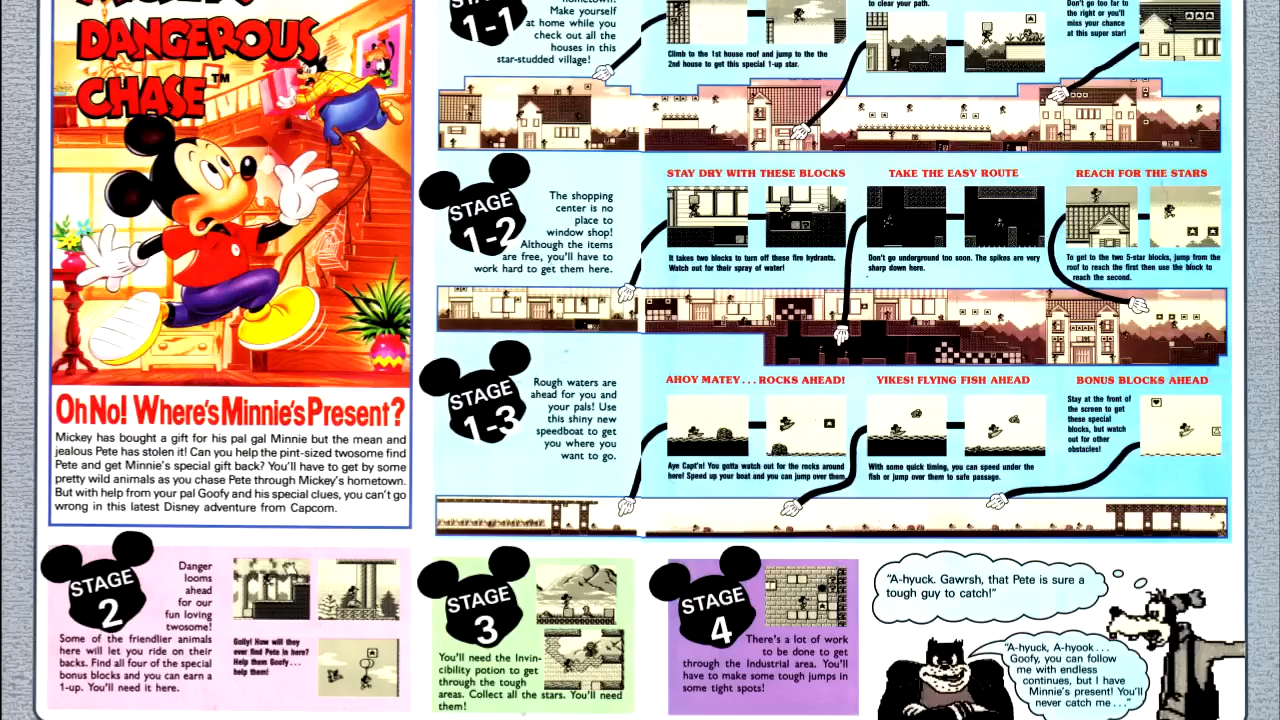 DANGEROUS
CHASE™
Oh No! Where's Minnie's Present?
Mickey has bought a gift for his pal gal Minnie but the mean and
jealous Pete has stolen it! Can you help the pint-sized twosome find
Pete and get Minnie's special gift back? You'll have to get by some
pretty wild animals as you chase Pete through Mickey's hometown.
But with help from your pal Goofy and his special clues, you can't go
wrong in this latest Disney adventure from Capcom.
1-1
Make yourself
at home while you
check out all the
houses in this
star-studded village!
Climb to the 1st house roof and jump to the the
2nd house to get this special 1-up star.
to clear your path.
Don't go too far to
the right or you'll
miss your chance
at this super star!
STAGE
1-2
The shopping
center is no
place to
window shop!
Although the items
are free, you'll have to
work hard to get them here.
STAY DRY WITH THESE BLOCKS
It takes two blocks to turn off these fire hydrants.
Watch out for their spray of water!
TAKE THE EASY ROUTE
Don't go underground too soon. The spikes are very
sharp down here.
REACH FOR THE STARS
To get to the two 5-star blocks, jump from the
roof to reach the first then use the block to
reach the second.
STAGE
1-3
Rough waters are
ahead for you and
your pals! Use
this shiny new
speedboat to get
you where you
want to go.
AHOY MATEY...ROCKS AHEAD!
Aye Capt'n! You gotta watch out for the rocks around
here! Speed up your boat and you can jump over them.
YIKES! FLYING FISH AHEAD
With some quick timing, you can speed under the
fish or jump over them to safe passage.
BONUS BLOCKS AHEAD
Stay at the front of
the screen to get
these special
blocks, but watch
out for other
obstacles!
STAGE
2
Danger
looms
ahead
for our
fun loving
twosome!
Some of the friendlier animals
here will let you ride on their
backs. Find all four of the special
bonus blocks and you can earn a
1-up. You'll need it here.
Golly! How will they
ever find Pete in here?
Help them Goofy...
help them!
STAGE
3
You'll need the Invin-
cibility potion to get
through the tough
areas. Collect all the stars. You'll need
them!
STAGE
4
There's a lot of work
to be done to get
through the Industrial area. You'll
have to make some tough jumps in
some tight spots!
"A-hyuck. Gawrsh, that Pete is sure a
tough guy to catch!"
"A-hyuck, A-hyook...
Goofy, you can follow
me with endless
continues, but I have
Minnie's present! You'll
never catch me..."